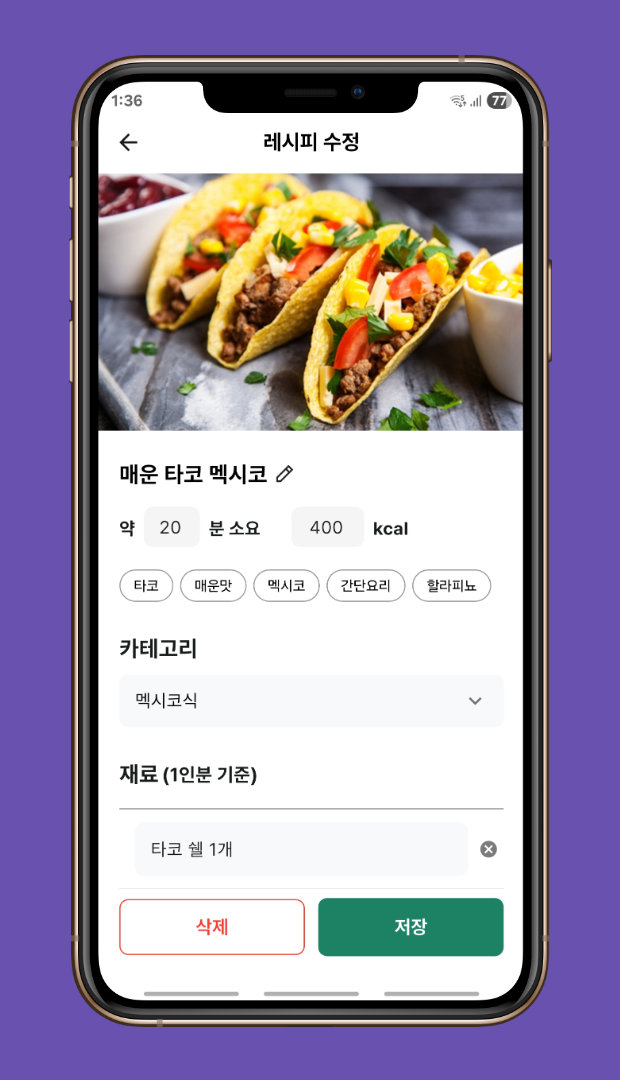 1:36
77
레시피 수정
매운 타코 멕시코
약 20 분 소요 400 kcal
타코 매운맛 멕시코 간단요리 할라피뇨
카테고리
멕시코식
재료 (1인분 기준)
타코 쉘 1개
삭제 저장